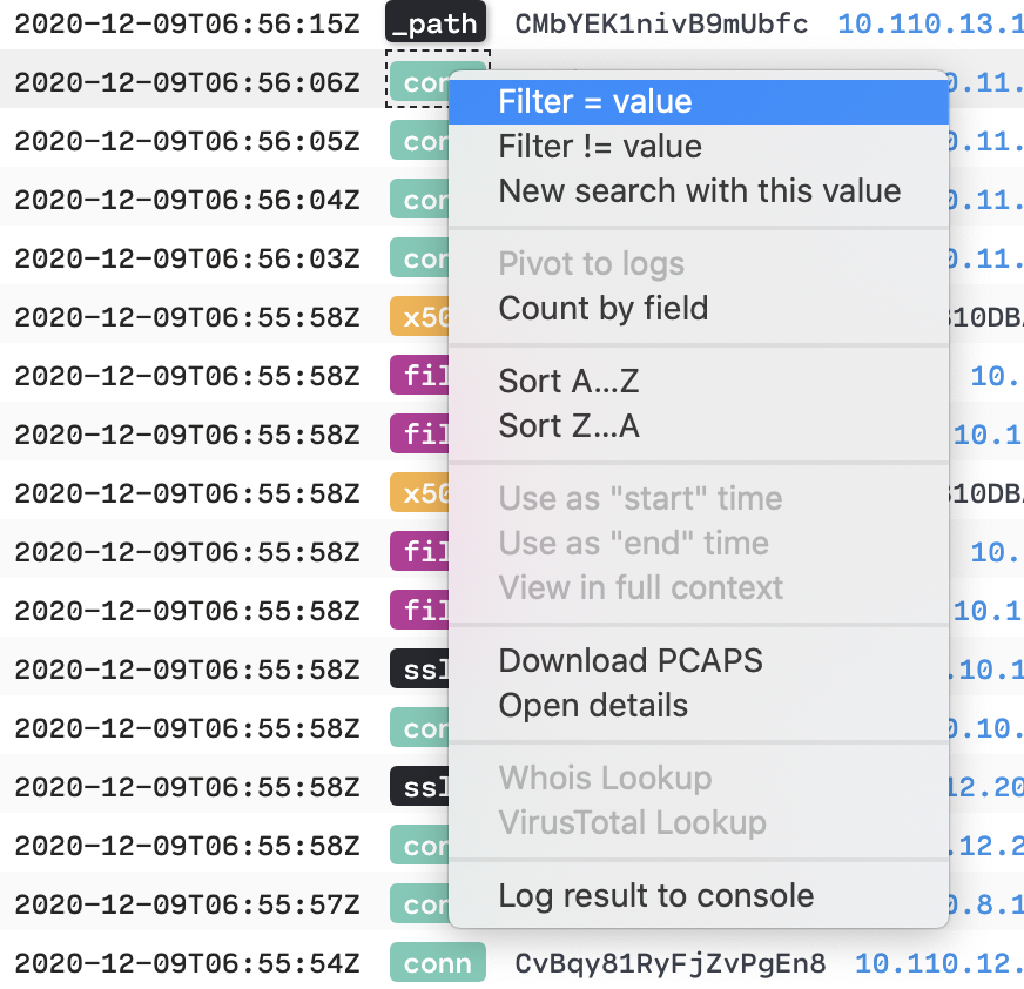 2020-12-09T06:56:15Z _path CMbYEK1nivB9mUbfc 10.110.13.1
2020-12-09T06:56:06Z con 0.11.
Filter = value
2020-12-09T06:56:05Z con 0.11.
Filter != value
2020-12-09T06:56:04Z con 0.11.
New search with this value
2020-12-09T06:56:03Z con 0.11.
Pivot to logs
2020-12-09T06:55:58Z x50 10DB
Count by field
2020-12-09T06:55:58Z fil 10.
Sort A...Z
2020-12-09T06:55:58Z fil 10.1
Sort Z...A
2020-12-09T06:55:58Z x50 10DB
Use as "start" time
2020-12-09T06:55:58Z fil 10.
Use as "end" time
View in full context
2020-12-09T06:55:58Z fil 10.1
2020-12-09T06:55:58Z ssl .10.1
Download PCAPS
2020-12-09T06:55:58Z con 0.10.
Open details
2020-12-09T06:55:58Z ssl 12.20
Whois Lookup
2020-12-09T06:55:58Z con .12.2
VirusTotal Lookup
2020-12-09T06:55:57Z con 0.8.1
Log result to console
2020-12-09T06:55:54Z conn CvBqy81RyFjZvPgEn8 10.110.12.